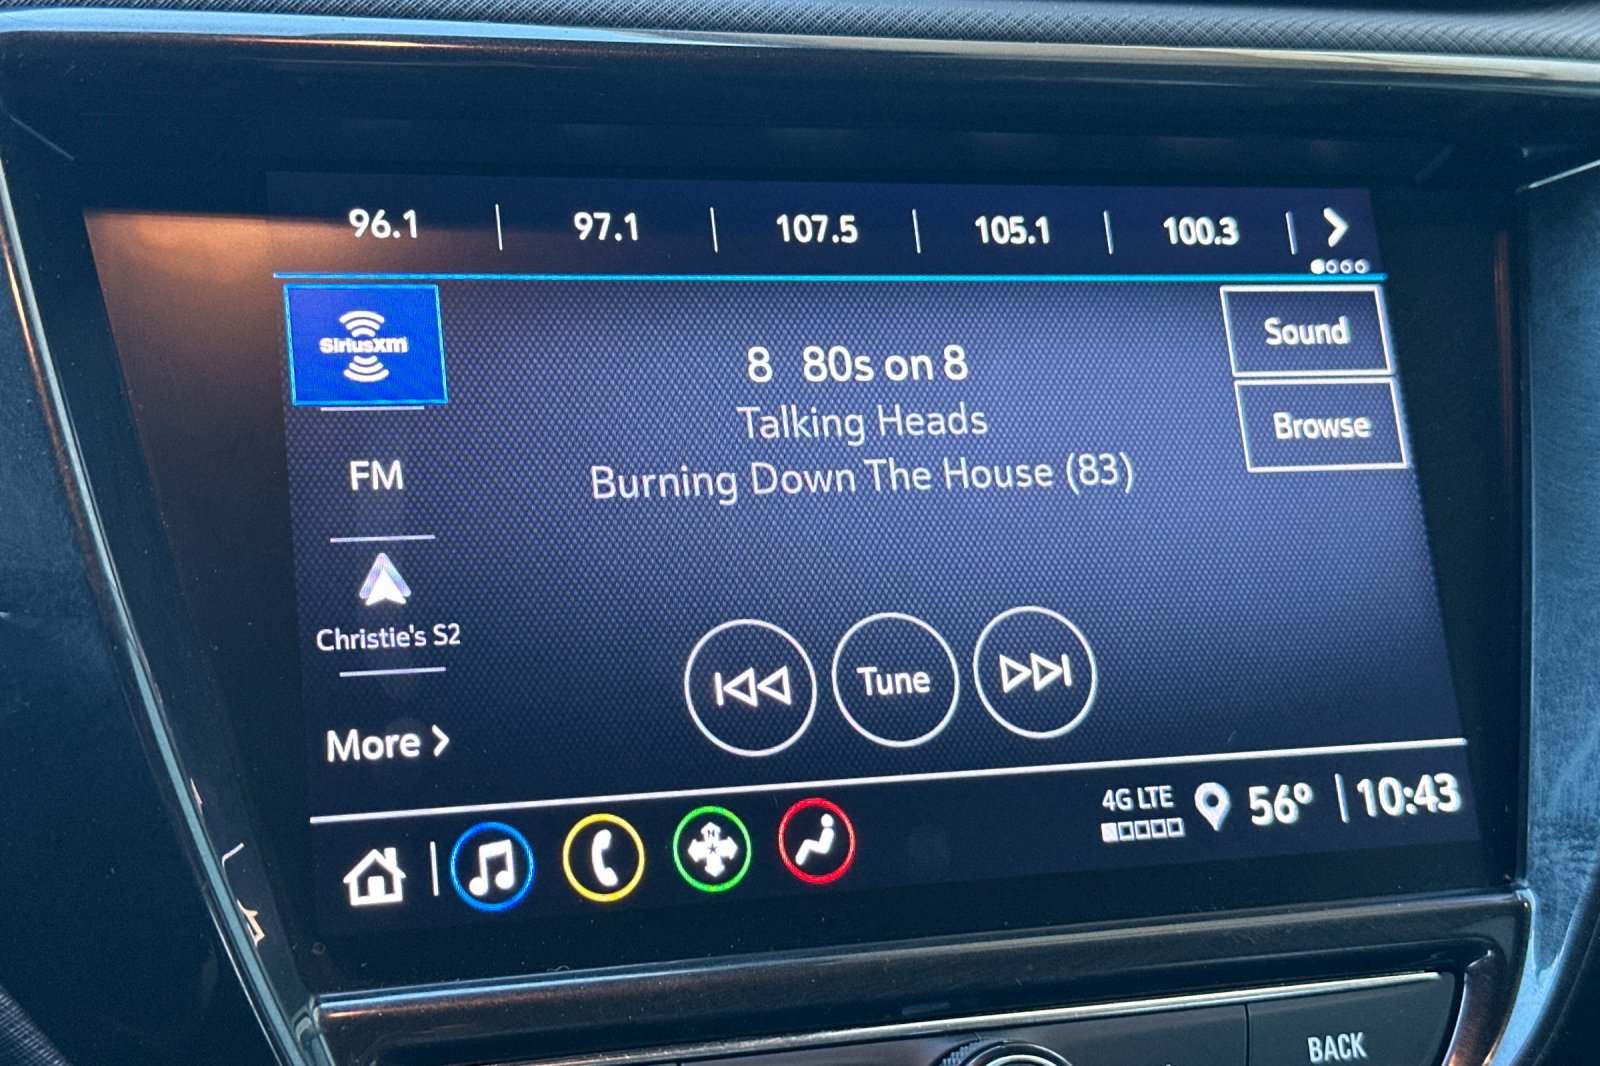 96.1 | 97.1 | 107.5 | 105.1 | 100.3 |
SiriusXM
Sound
8 80s on 8
Talking Heads
Browse
Burning Down The House (83)
FM
Christie's S2
Tune
More
4G LTE
56° | 10:43
N
BACK